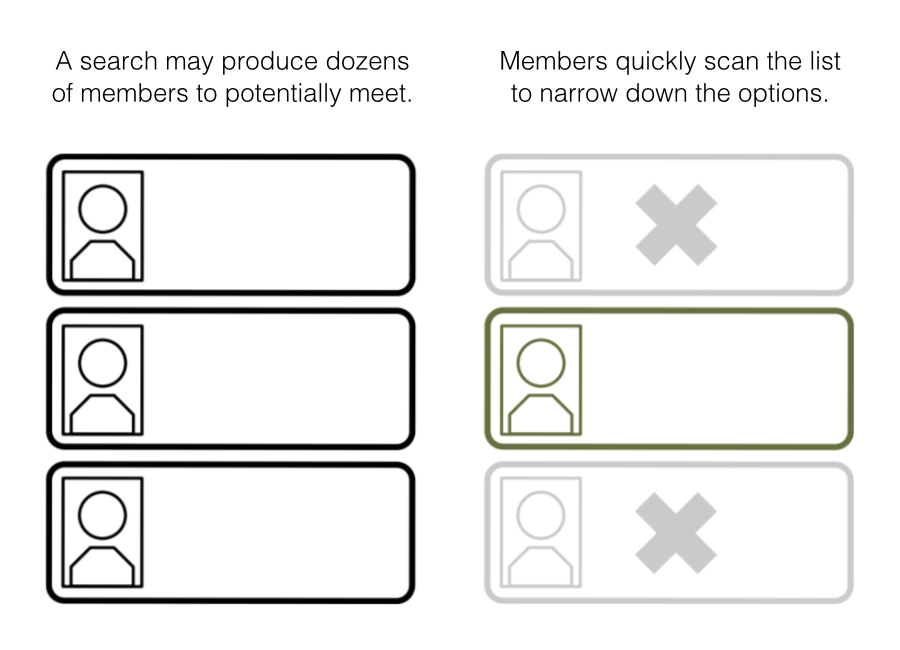 A search may produce dozens
of members to potentially meet.
Members quickly scan the list
to narrow down the options.